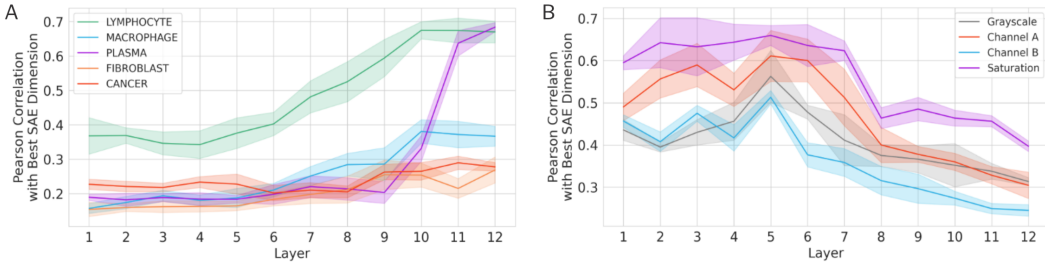 A
Pearson Correlation
with Best SAE Dimension
0.7
0.6
0.5
0.4
0.3
0.2
LYMPHOCYTE
MACROPHAGE
PLASMA
FIBROBLAST
CANCER
1 2 3 4 5 6 7 8 9 10 11 12
Layer
B
Pearson Correlation
with Best SAE Dimension
0.7
0.6
0.5
0.4
0.3
Grayscale
Channel A
Channel B
Saturation
1 2 3 4 5 6 7 8 9 10 11 12
Layer